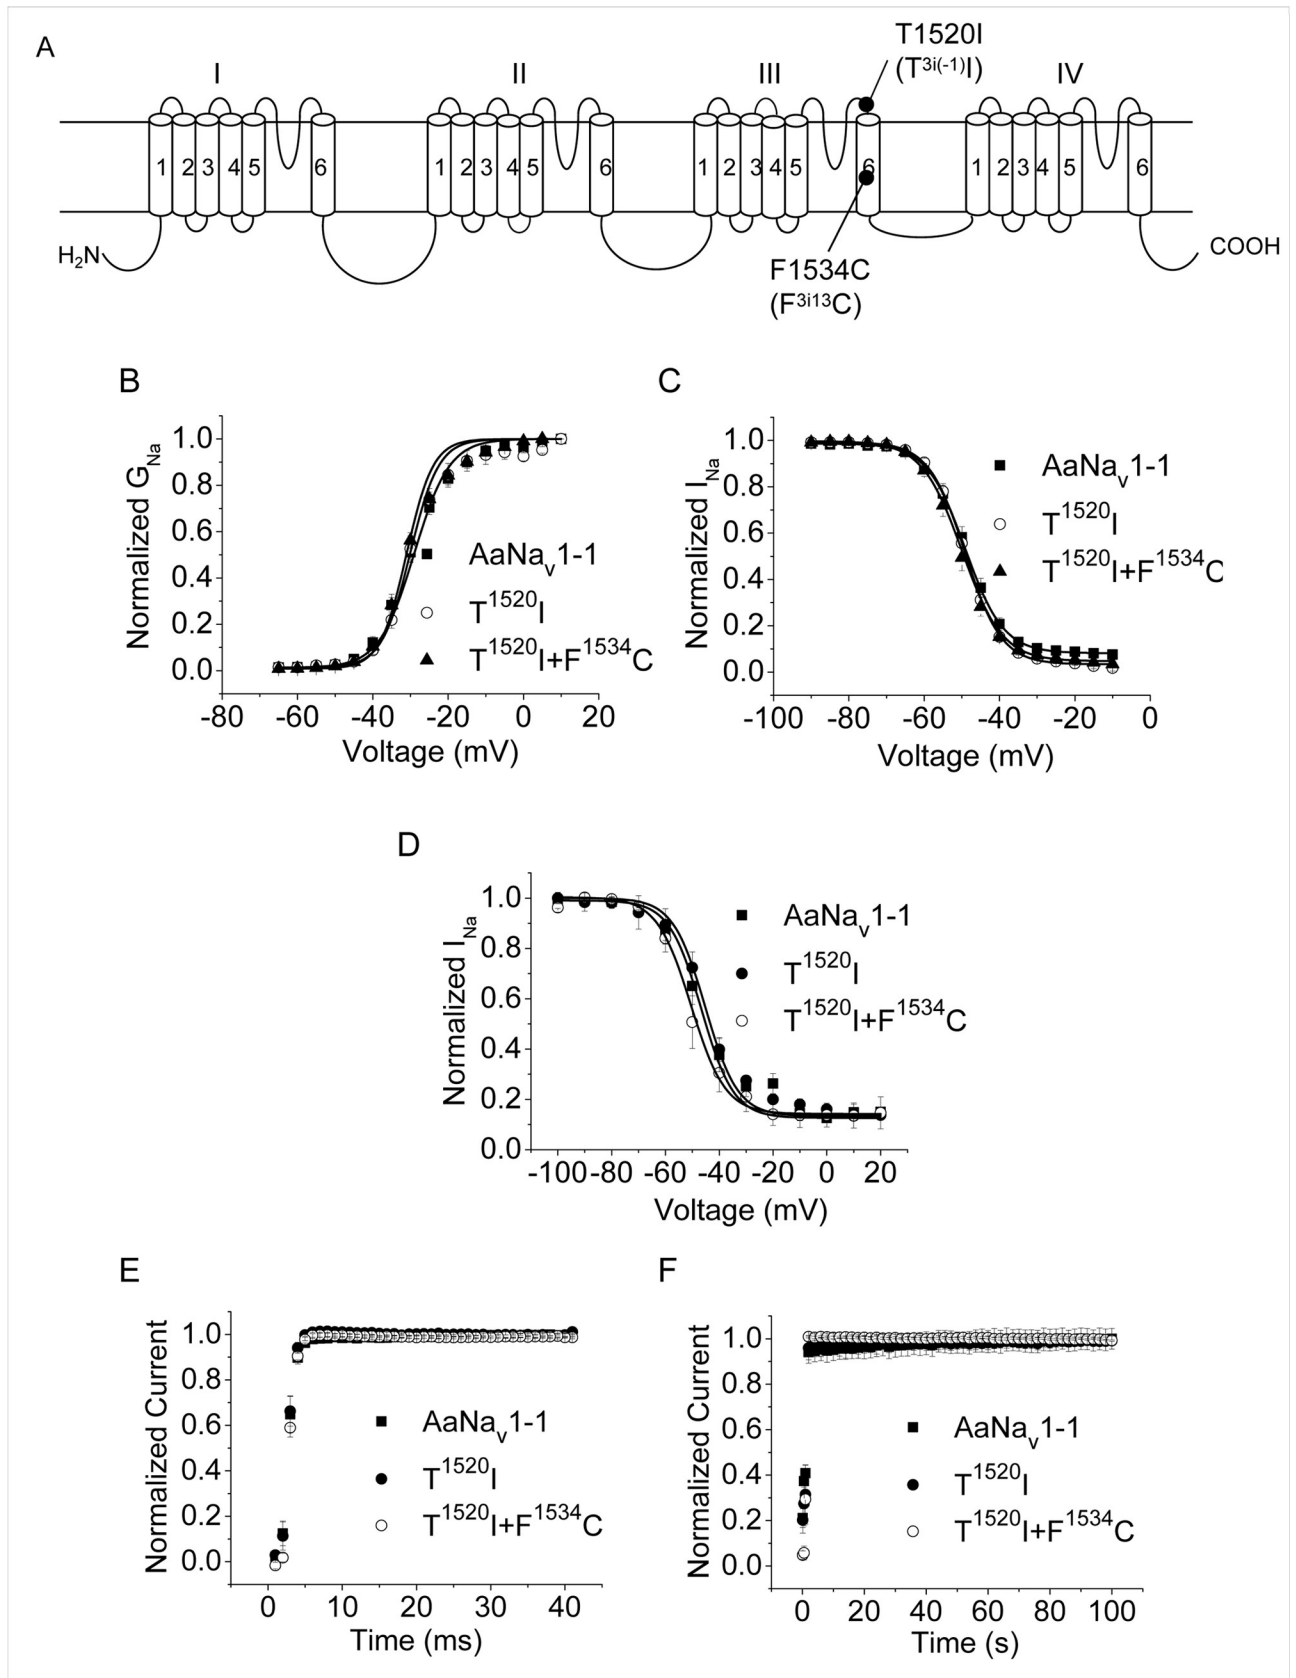 A
T1520I
(T3i(-1)I)
I II III IV
1 2 3 4 5 6 1 2 3 4 5 6 1 2 3 4 5 6 1 2 3 4 5 6
H2N
COOH
F1534C
(F3i13C)
B
Normalized GNa
1.0
0.8
0.6
0.4
0.2
0.0
-80 -60 -40 -20 0 20
Voltage (mV)
AaNav1-1
T1520I
T1520I+F1534C
C
Normalized INa
1.0
0.8
0.6
0.4
0.2
0.0
-100 -80 -60 -40 -20 0
Voltage (mV)
AaNav1-1
T1520I
T1520I+F1534C
D
Normalized INa
1.0
0.8
0.6
0.4
0.2
0.0
-100 -80 -60 -40 -20 0 20
Voltage (mV)
AaNav1-1
T1520I
T1520I+F1534C
E
Normalized Current
1.0
0.8
0.6
0.4
0.2
0.0
0 10 20 30 40
Time (ms)
AaNav1-1
T1520I
T1520I+F1534C
F
Normalized Current
1.0
0.8
0.6
0.4
0.2
0.0
0 20 40 60 80 100
Time (s)
AaNav1-1
T1520I
T1520I+F1534C